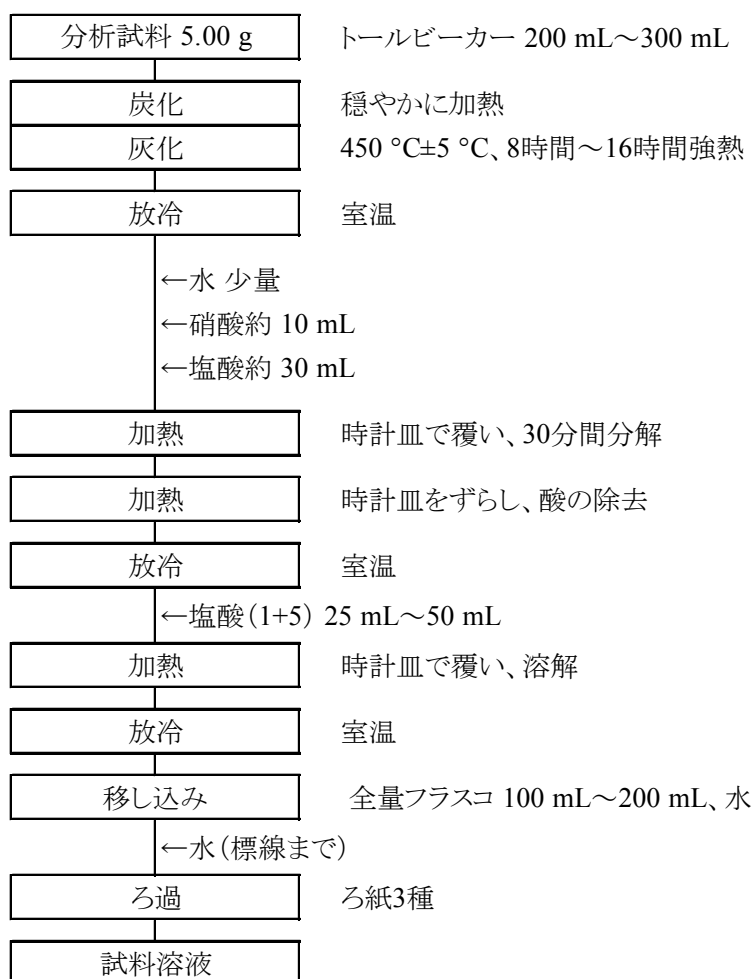 分析試料 5.00 g トールビーカー 200 mL～300 mL
炭化 穏やかに加熱
灰化 450 °C±5 °C、8時間～16時間強熱
放冷 室温
←水 少量
←硝酸約 10 mL
←塩酸約 30 mL
加熱 時計皿で覆い、30分間分解
加熱 時計皿をずらし、酸の除去
放冷 室温
←塩酸（1+5） 25 mL～50 mL
加熱 時計皿で覆い、溶解
放冷 室温
移し込み 全量フラスコ 100 mL～200 mL、水
←水（標線まで）
ろ過 ろ紙3種
試料溶液